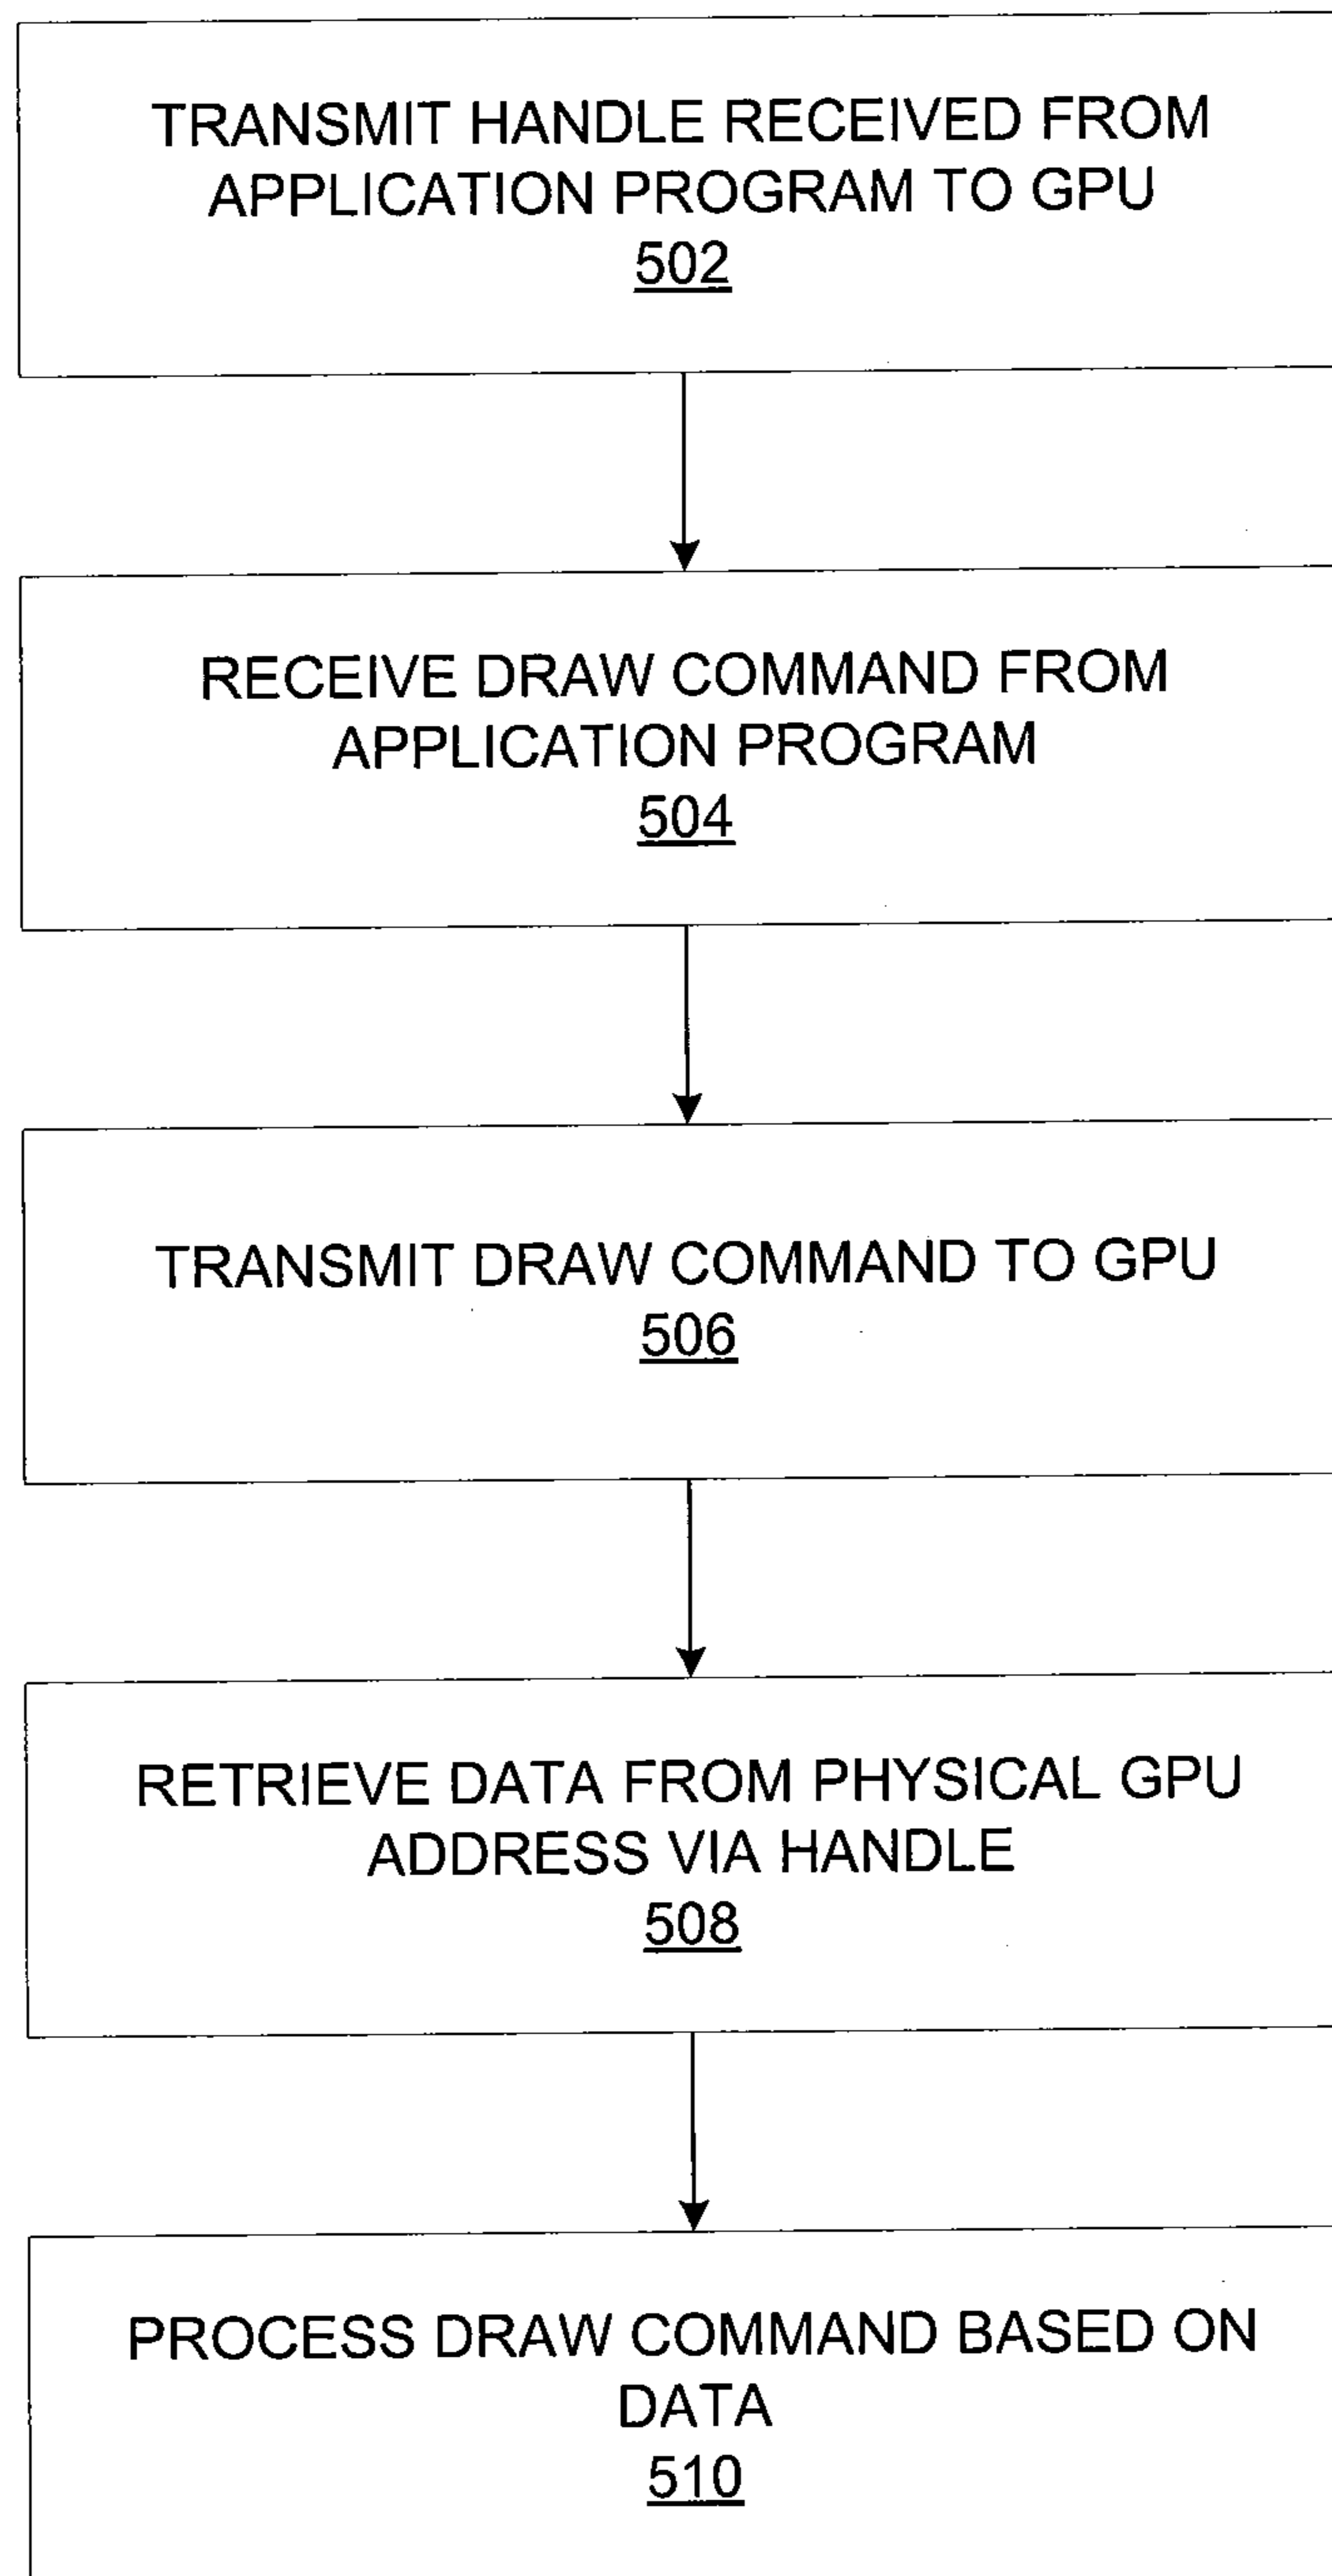 TRANSMIT HANDLE RECEIVED FROM
APPLICATION PROGRAM TO GPU
502
RECEIVE DRAW COMMAND FROM
APPLICATION PROGRAM
504
TRANSMIT DRAW COMMAND TO GPU
506
RETRIEVE DATA FROM PHYSICAL GPU
ADDRESS VIA HANDLE
508
PROCESS DRAW COMMAND BASED ON
DATA
510